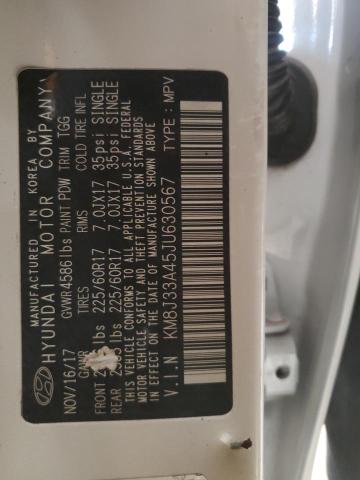 MANUFACTURED IN KOREA BY
HYUNDAI MOTOR COMPANY
NOV/16/17 GVWR 4586 lbs PAINT PDW TRIM TGG
GAWR TIRES RMS COLD TIRE INFL
FRONT lbs 225/60R17 7.0JX17 35psi SINGLE
REAR lbs 225/60R17 7.0JX17 35psi SINGLE
THIS VEHICLE CONFORMS TO ALL APPLICABLE U.S.A. FEDERAL
MOTOR VEHICLE SAFETY AND THEFT PREVENTION STANDARDS
IN EFFECT ON THE DATE OF MANUFACTURE SHOWN ABOVE.
V.I.N KM8J33A45JU630567 TYPE: MPV